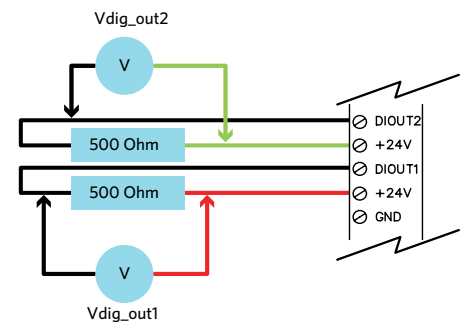 Vdig_out2
V
DIOUT2
500 Ohm
+24V
DIOUT1
500 Ohm
+24V
GND
V
Vdig_out1